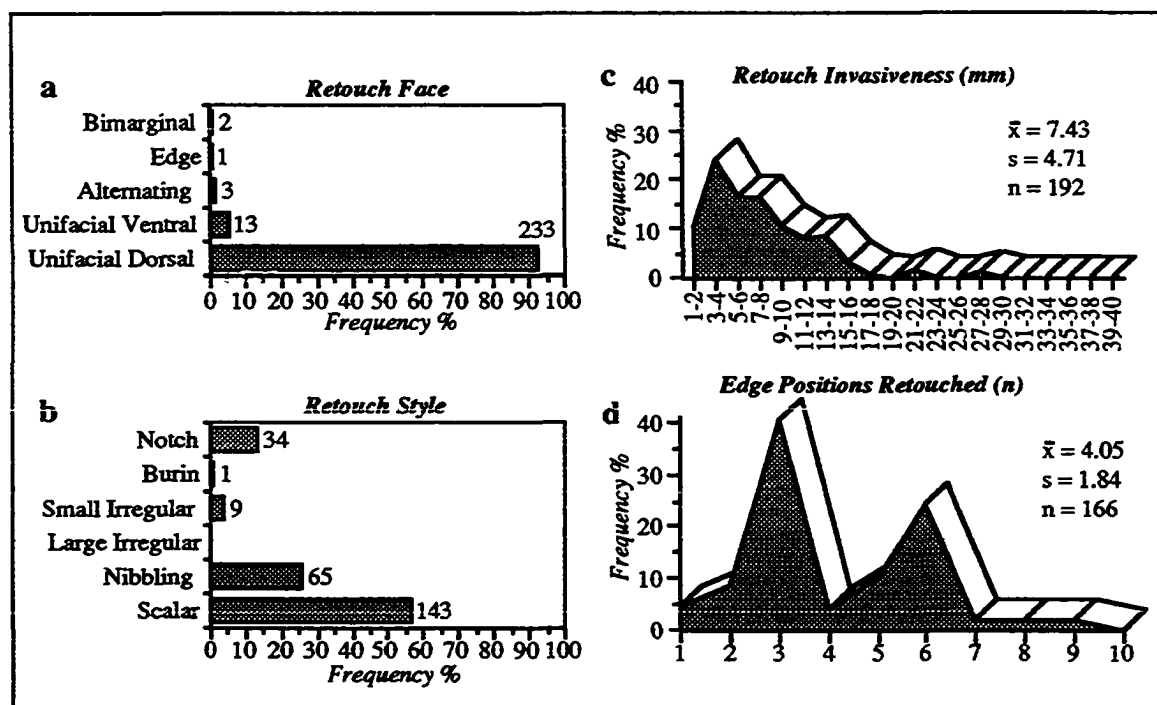 a
Retouch Face
Bimarginal 2
Edge 1
Alternating 3
Unifacial Ventral 13
Unifacial Dorsal 233
0 10 20 30 40 50 60 70 80 90 100
Frequency %
b
Retouch Style
Notch 34
Burin 1
Small Irregular 9
Large Irregular
Nibbling 65
Scalar 143
0 10 20 30 40 50 60 70 80 90 100
Frequency %
c
Retouch Invasiveness (mm)
40
30
20
10
0
Frequency %
x̄ = 7.43
s = 4.71
n = 192
1-2 3-4 5-6 7-8 9-10 11-12 13-14 15-16 17-18 19-20 21-22 23-24 25-26 27-28 29-30 31-32 33-34 35-36 37-38 39-40
d
Edge Positions Retouched (n)
40
30
20
10
0
Frequency %
x̄ = 4.05
s = 1.84
n = 166
1 2 3 4 5 6 7 8 9 10